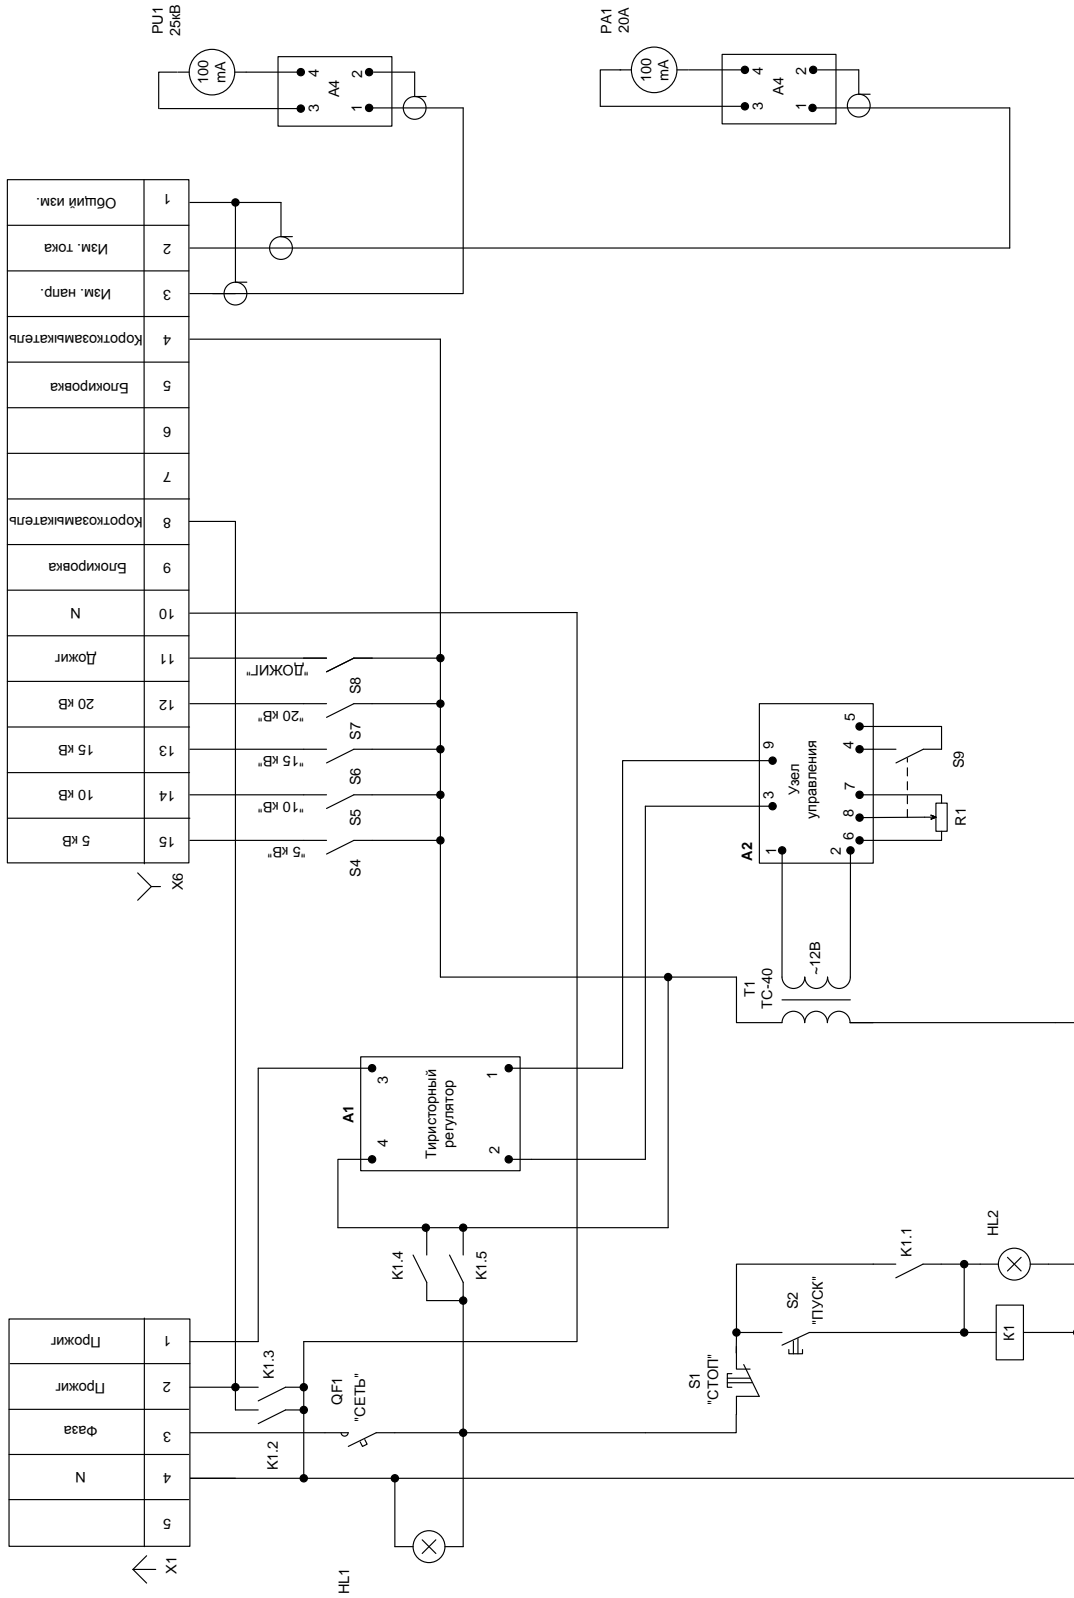 PU1
25кВ
100
mA
4
3
A4
2
1
PA1
20А
100
mA
4
3
A4
2
1
Общий изм.
1
Изм. тока
2
Изм. напр.
3
Короткозамыкатель
4
Блокировка
5
6
7
Короткозамыкатель
8
Блокировка
9
N
10
Дожиг
11
20 кВ
12
15 кВ
13
10 кВ
14
5 кВ
15
X6
"ДОЖИГ"
S8
"20 кВ"
S7
"15 кВ"
S6
"10 кВ"
S5
"5 кВ"
S4
A2
Узел
управления
9
3
1
2
5
4
7
8
6
S9
R1
T1
ТС-40
~12В
A1
Тиристорный
регулятор
3
4
1
2
K1.4
K1.5
Прожиг
1
Прожиг
2
Фаза
3
N
4
5
X1
K1.3
K1.2
QF1
"СЕТЬ"
HL1
S1
"СТОП"
S2
"ПУСК"
K1.1
HL2
K1